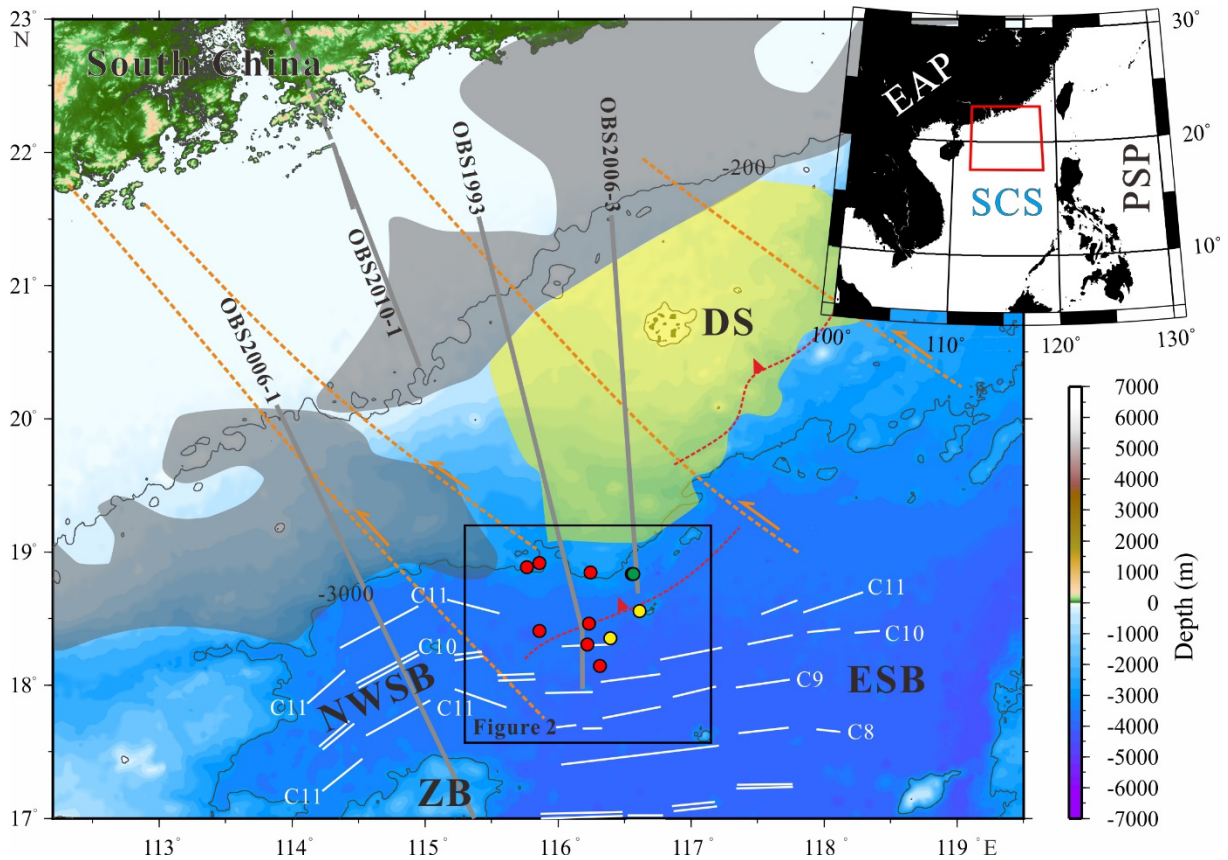 23°
N
22°
21°
20°
19°
18°
17°
South China
EAP
SCS
PSP
30°
20°
10°
100°
110°
120°
130°
OBS2006-3
OBS1993
OBS2010-1
OBS2006-1
-200
DS
-3000
C11
C11
C11
C10
C10
C11
C11
C9
C8
C11
NWSB
ESB
Figure 2
ZB
7000
6000
5000
4000
3000
2000
1000
0
-1000
-2000
-3000
-4000
-5000
-6000
-7000
Depth (m)
113°
114°
115°
116°
117°
118°
119° E